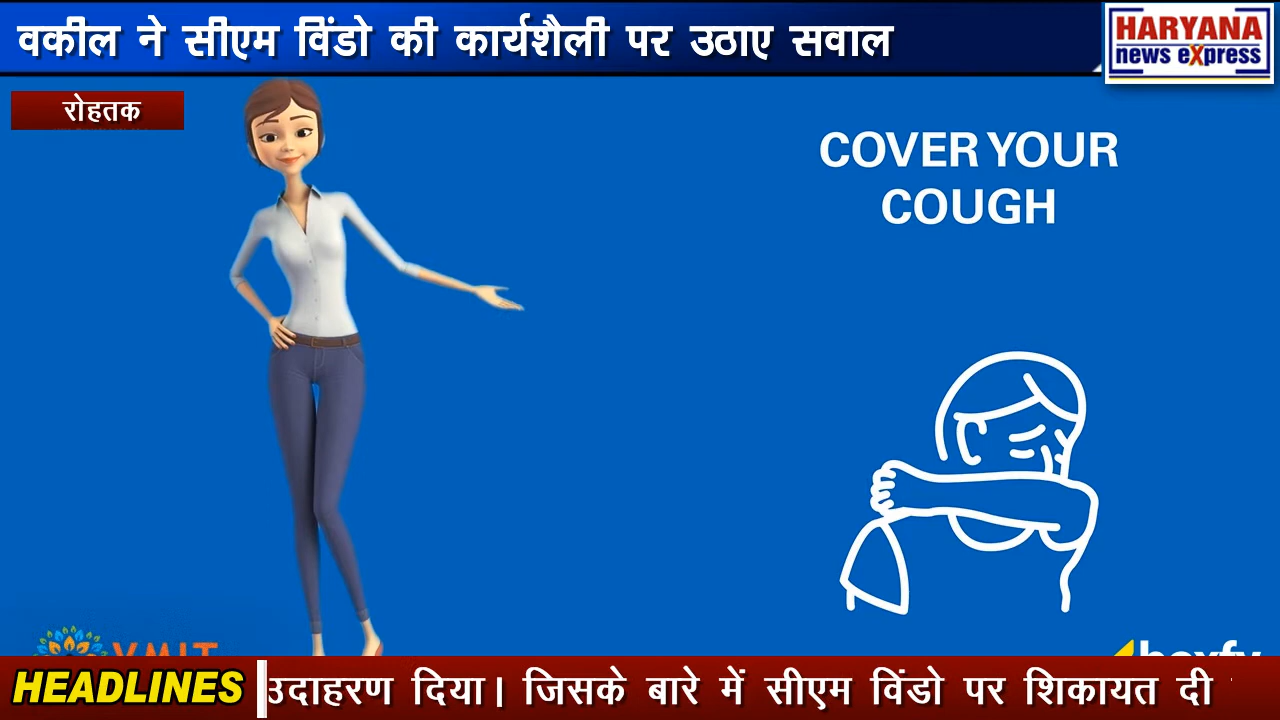 वकील ने सीएम विंडो की कार्यशैली पर उठाए सवाल
HARYANA
news eXpress
रोहतक
COVER YOUR
COUGH
HEADLINES
उदाहरण दिया। जिसके बारे में सीएम विंडो पर शिकायत दी